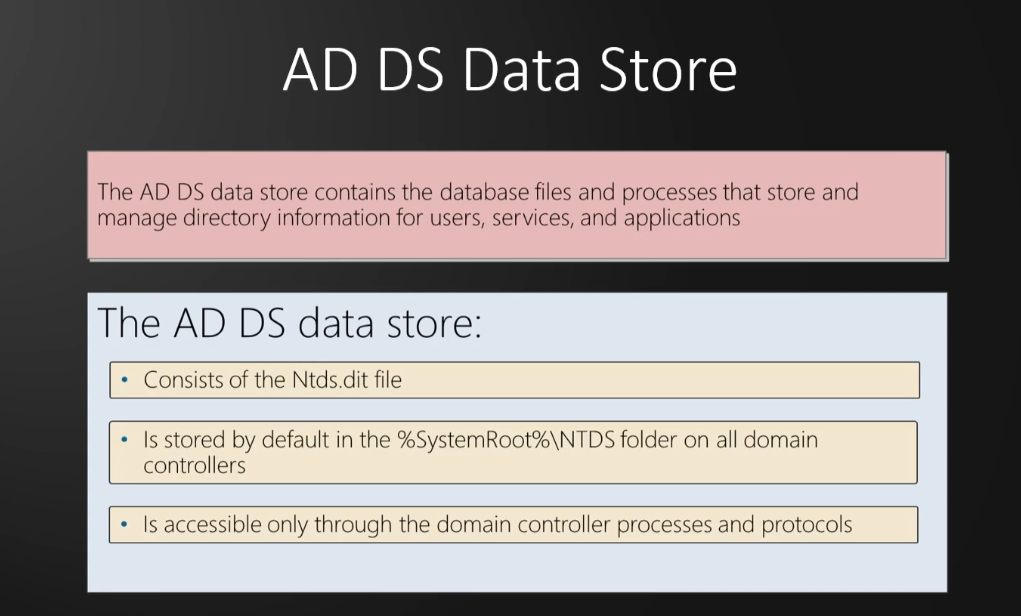 AD DS Data Store
The AD DS data store contains the database files and processes that store and
manage directory information for users, services, and applications
The AD DS data store:
• Consists of the Ntds.dit file
• Is stored by default in the %SystemRoot%\NTDS folder on all domain
controllers
• Is accessible only through the domain controller processes and protocols